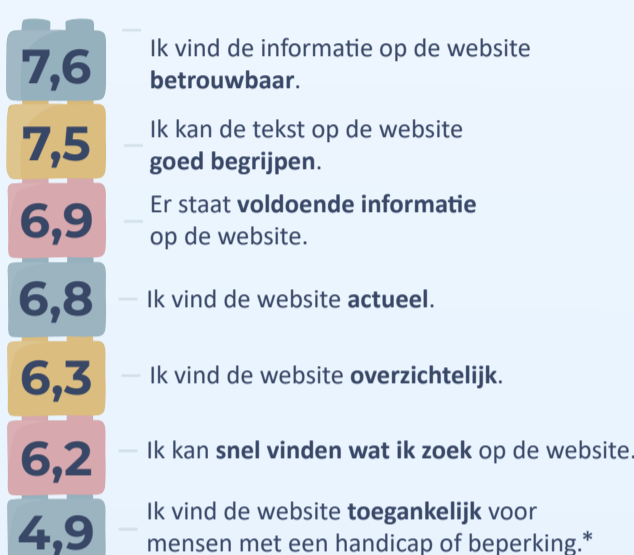 7,6
Ik vind de informatie op de website
betrouwbaar.
7,5
Ik kan de tekst op de website
goed begrijpen.
6,9
Er staat voldoende informatie
op de website.
6,8
Ik vind de website actueel.
6,3
Ik vind de website overzichtelijk.
6,2
Ik kan snel vinden wat ik zoek op de website.
4,9
Ik vind de website toegankelijk voor
mensen met een handicap of beperking.*